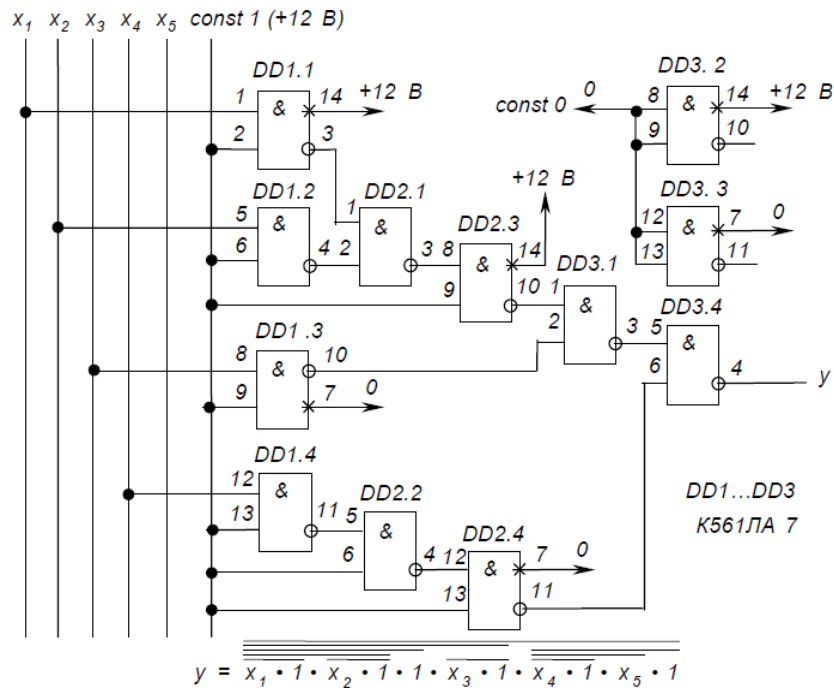 x1 x2 x3 x4 x5 const 1 (+12 В)
DD1.1
1 & 14 +12 В
2 3
DD3. 2
const 0 0 8 & 14 +12 В
9 10
DD1.2 DD2.1
5 & 1 &
6 4 2 3
+12 В
DD3. 3
12 & 7 0
13 11
DD2.3
8 & 14
9 10
DD3.1
1 &
2 3
DD3.4
5 &
6 4 y
DD1 .3
8 & 10
9 7 0
DD1.4
12 &
13 11
DD2.2
5 &
6 4
DD2.4
12 & 7 0
13 11
DD1...DD3
К561ЛА 7
y = x1 • 1 • x2 • 1 • 1 • x3 • 1 • x4 • 1 • x5 • 1